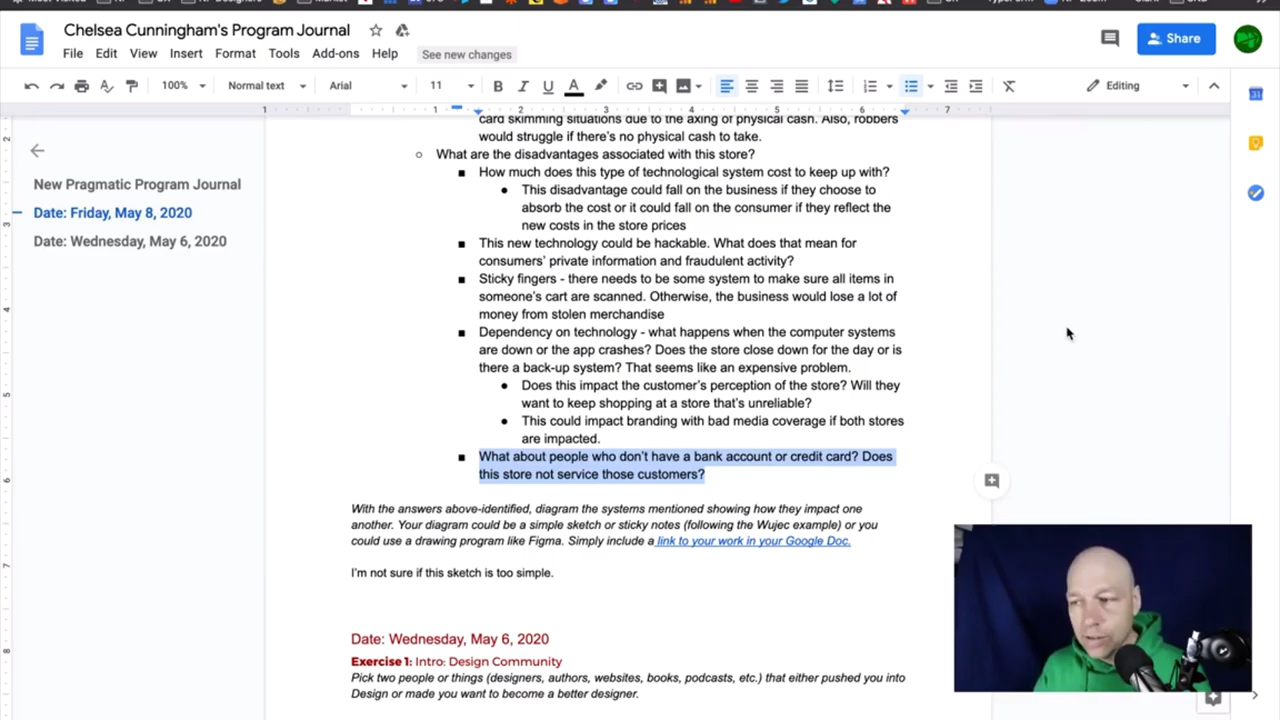 Chelsea Cunningham's Program Journal
Share
File Edit View Insert Format Tools Add-ons Help See new changes
100% Normal text Arial 11 B I U A Editing
1 1 2 3 4 5 6 7
card skimming situations due to the axing of physical cash. Also, robbers
would struggle if there's no physical cash to take.
What are the disadvantages associated with this store?
How much does this type of technological system cost to keep up with?
New Pragmatic Program Journal
This disadvantage could fall on the business if they choose to
absorb the cost or it could fall on the consumer if they reflect the
Date: Friday, May 8, 2020
new costs in the store prices
Date: Wednesday, May 6, 2020
This new technology could be hackable. What does that mean for
consumers' private information and fraudulent activity?
Sticky fingers - there needs to be some system to make sure all items in
someone's cart are scanned. Otherwise, the business would lose a lot of
money from stolen merchandise
Dependency on technology - what happens when the computer systems
are down or the app crashes? Does the store close down for the day or is
there a back-up system? That seems like an expensive problem.
Does this impact the customer's perception of the store? Will they
want to keep shopping at a store that's unreliable?
This could impact branding with bad media coverage if both stores
are impacted.
What about people who don't have a bank account or credit card? Does
this store not service those customers?
With the answers above-identified, diagram the systems mentioned showing how they impact one
another. Your diagram could be a simple sketch or sticky notes (following the Wujec example) or you
could use a drawing program like Figma. Simply include a link to your work in your Google Doc.
I'm not sure if this sketch is too simple.
Date: Wednesday, May 6, 2020
Exercise 1: Intro: Design Community
Pick two people or things (designers, authors, websites, books, podcasts, etc.) that either pushed you into
Design or made you want to become a better designer.